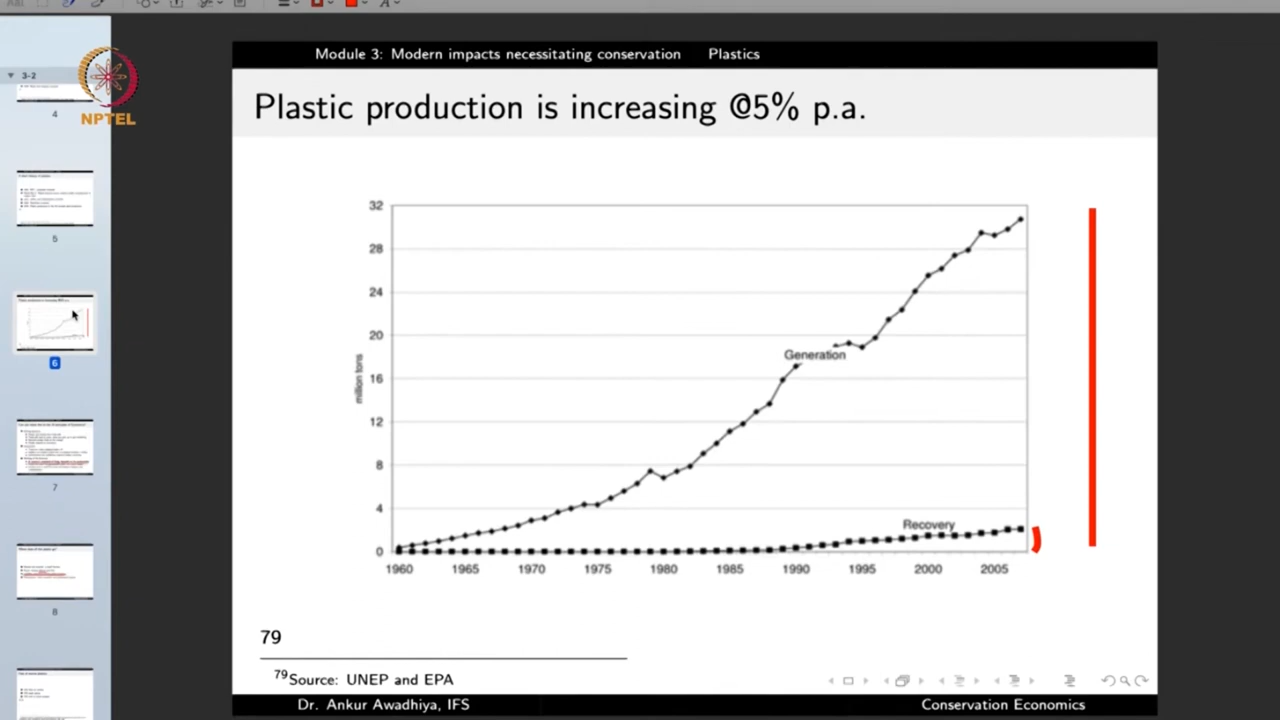 Module 3: Modern impacts necessitating conservation Plastics
3-2
NPTEL
4
5
6
7
8
Plastic production is increasing @5% p.a.
32
28
24
20
16
12
8
4
0
million tons
Generation
Recovery
1960 1965 1970 1975 1980 1985 1990 1995 2000 2005
79
79Source: UNEP and EPA
Dr. Ankur Awadhiya, IFS Conservation Economics